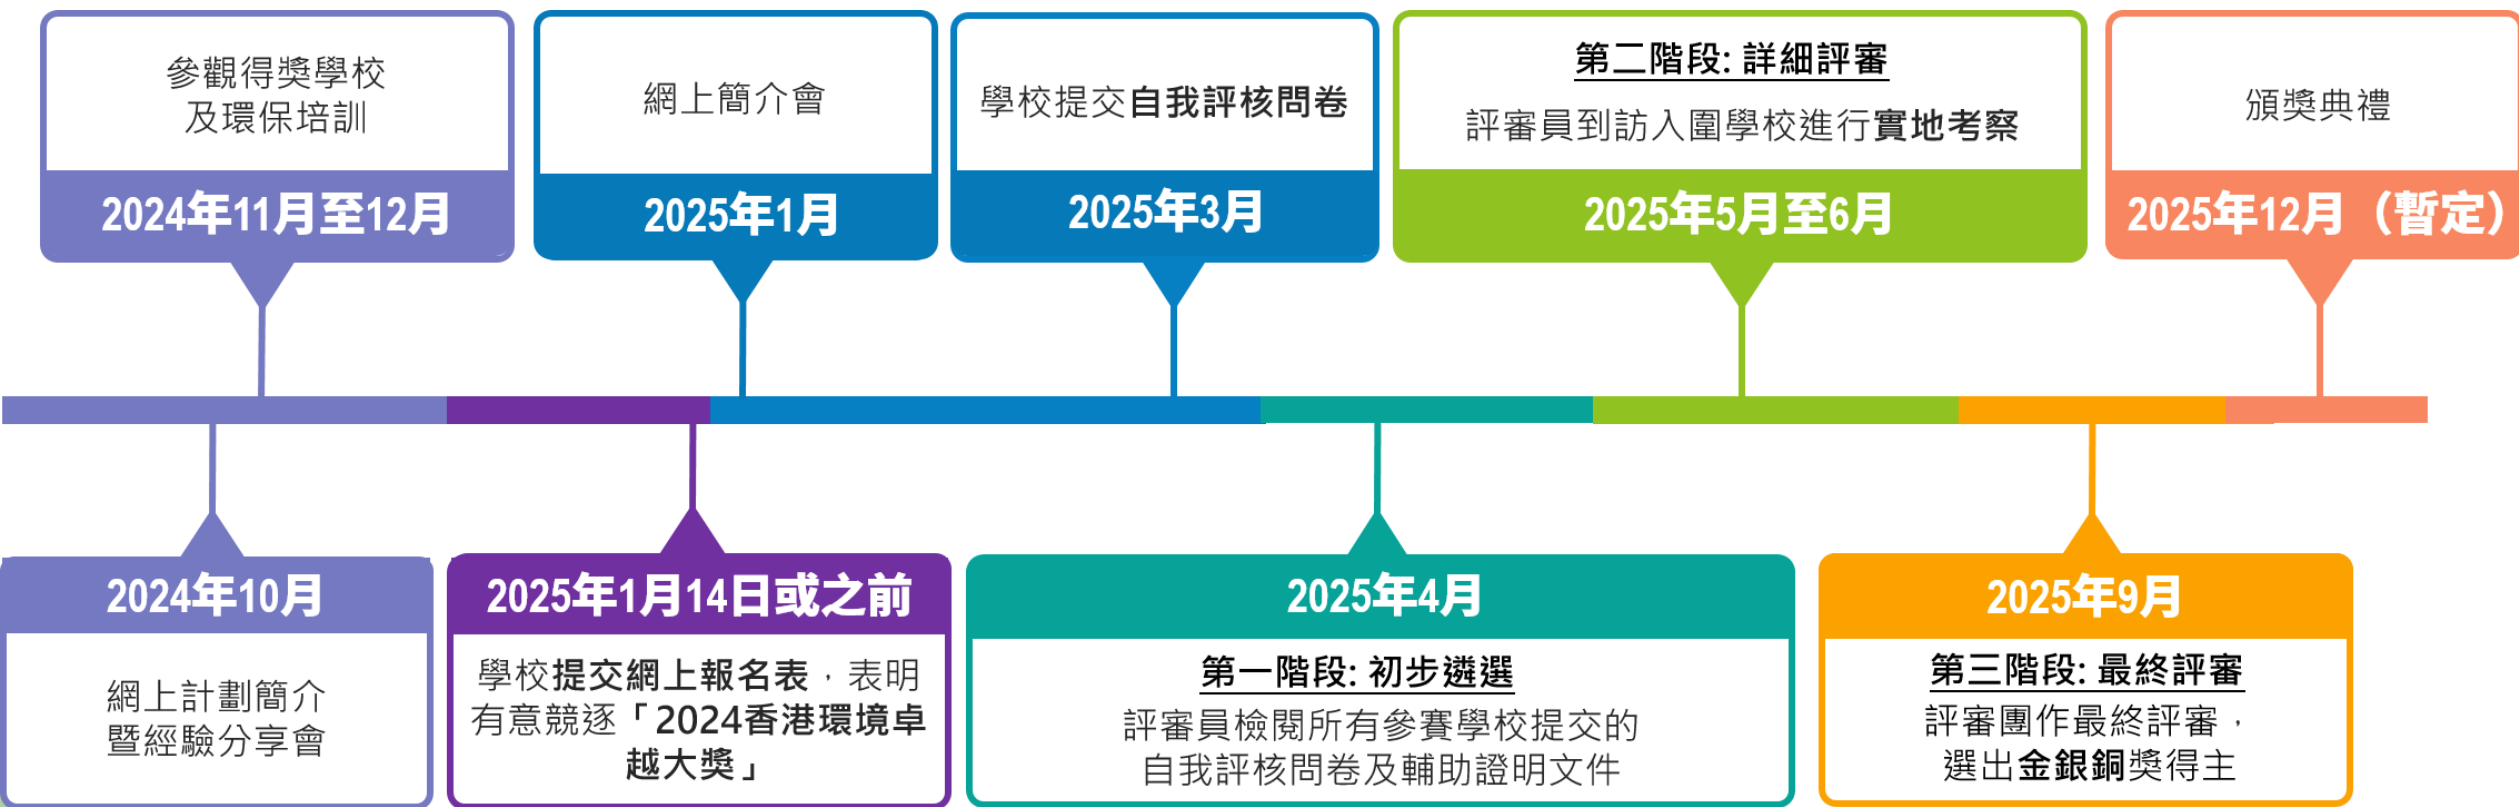 參觀得獎學校
及環保培訓
2024年11月至12月
網上簡介會
2025年1月
學校提交自我評核問卷
2025年3月
第二階段: 詳細評審
評審員到訪入圍學校進行實地考察
2025年5月至6月
頒獎典禮
2025年12月（暫定）
2024年10月
網上計劃簡介
暨經驗分享會
2025年1月14日或之前
學校提交網上報名表，表明
有意競逐「2024香港環境卓
越大獎」
2025年4月
第一階段: 初步遴選
評審員檢閱所有參賽學校提交的
自我評核問卷及輔助證明文件
2025年9月
第三階段: 最終評審
評審團作最終評審，
選出金銀銅獎得主